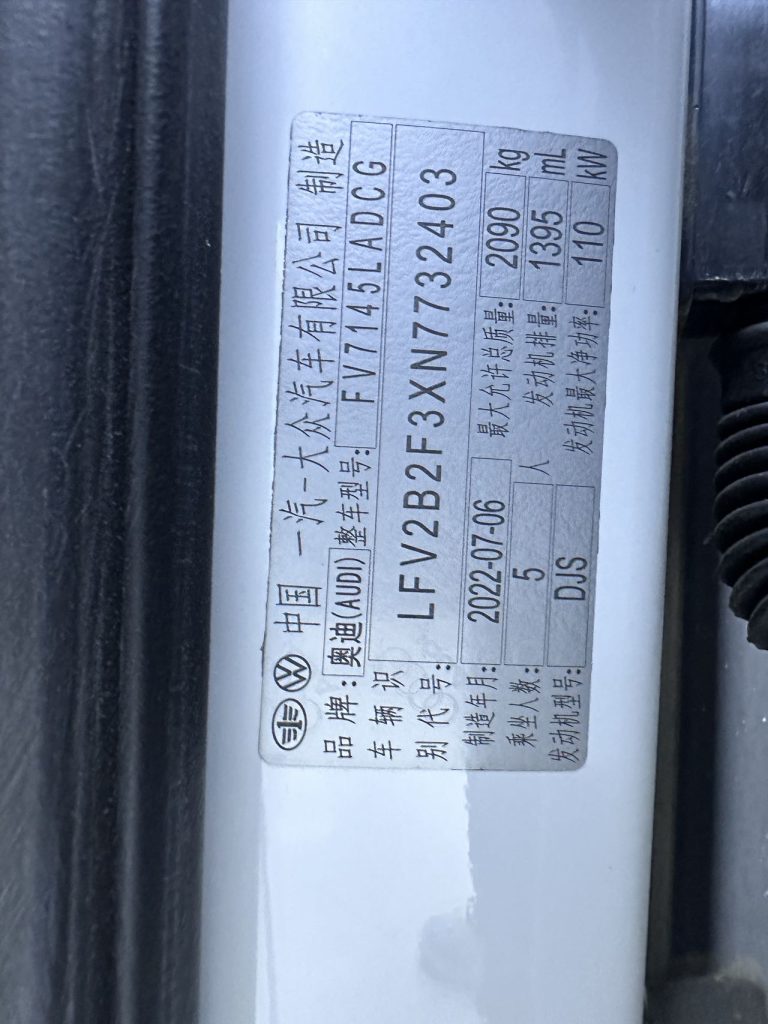 中国 一汽-大众汽车有限公司 制造
品牌: 奥迪(AUDI) 整车型号: FV7145LADCG
车辆识别代号: LFV2B2F3XN7732403
制造年月: 2022-07-06 最大允许总质量: 2090 kg
乘坐人数: 5 人 发动机排量: 1395 mL
发动机型号: DJS 发动机最大净功率: 110 kW